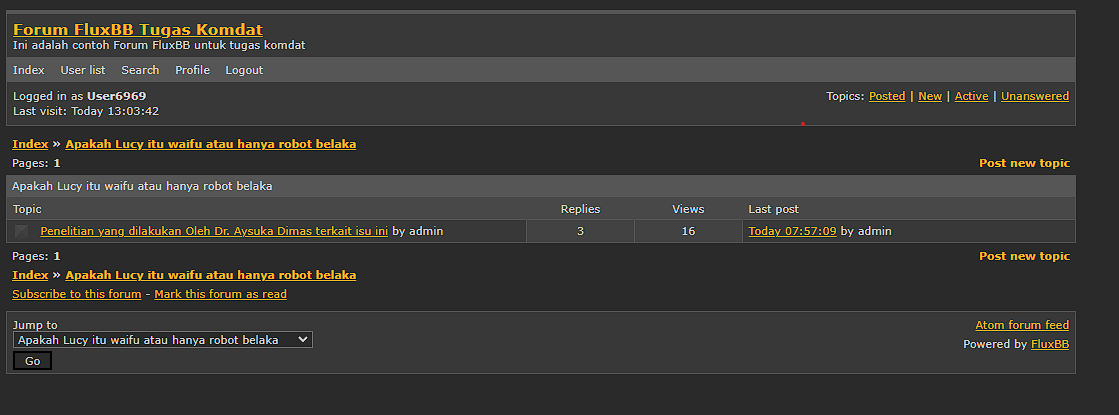 Forum FluxBB Tugas Komdat
Ini adalah contoh Forum FluxBB untuk tugas komdat
Index User list Search Profile Logout
Logged in as User6969
Last visit: Today 13:03:42
Topics: Posted | New | Active | Unanswered
Index » Apakah Lucy itu waifu atau hanya robot belaka
Pages: 1 Post new topic
Apakah Lucy itu waifu atau hanya robot belaka
Topic Replies Views Last post
Penelitian yang dilakukan Oleh Dr. Aysuka Dimas terkait isu ini by admin 3 16 Today 07:57:09 by admin
Pages: 1 Post new topic
Index » Apakah Lucy itu waifu atau hanya robot belaka
Subscribe to this forum - Mark this forum as read
Jump to
Apakah Lucy itu waifu atau hanya robot belaka
Go
Atom forum feed
Powered by FluxBB